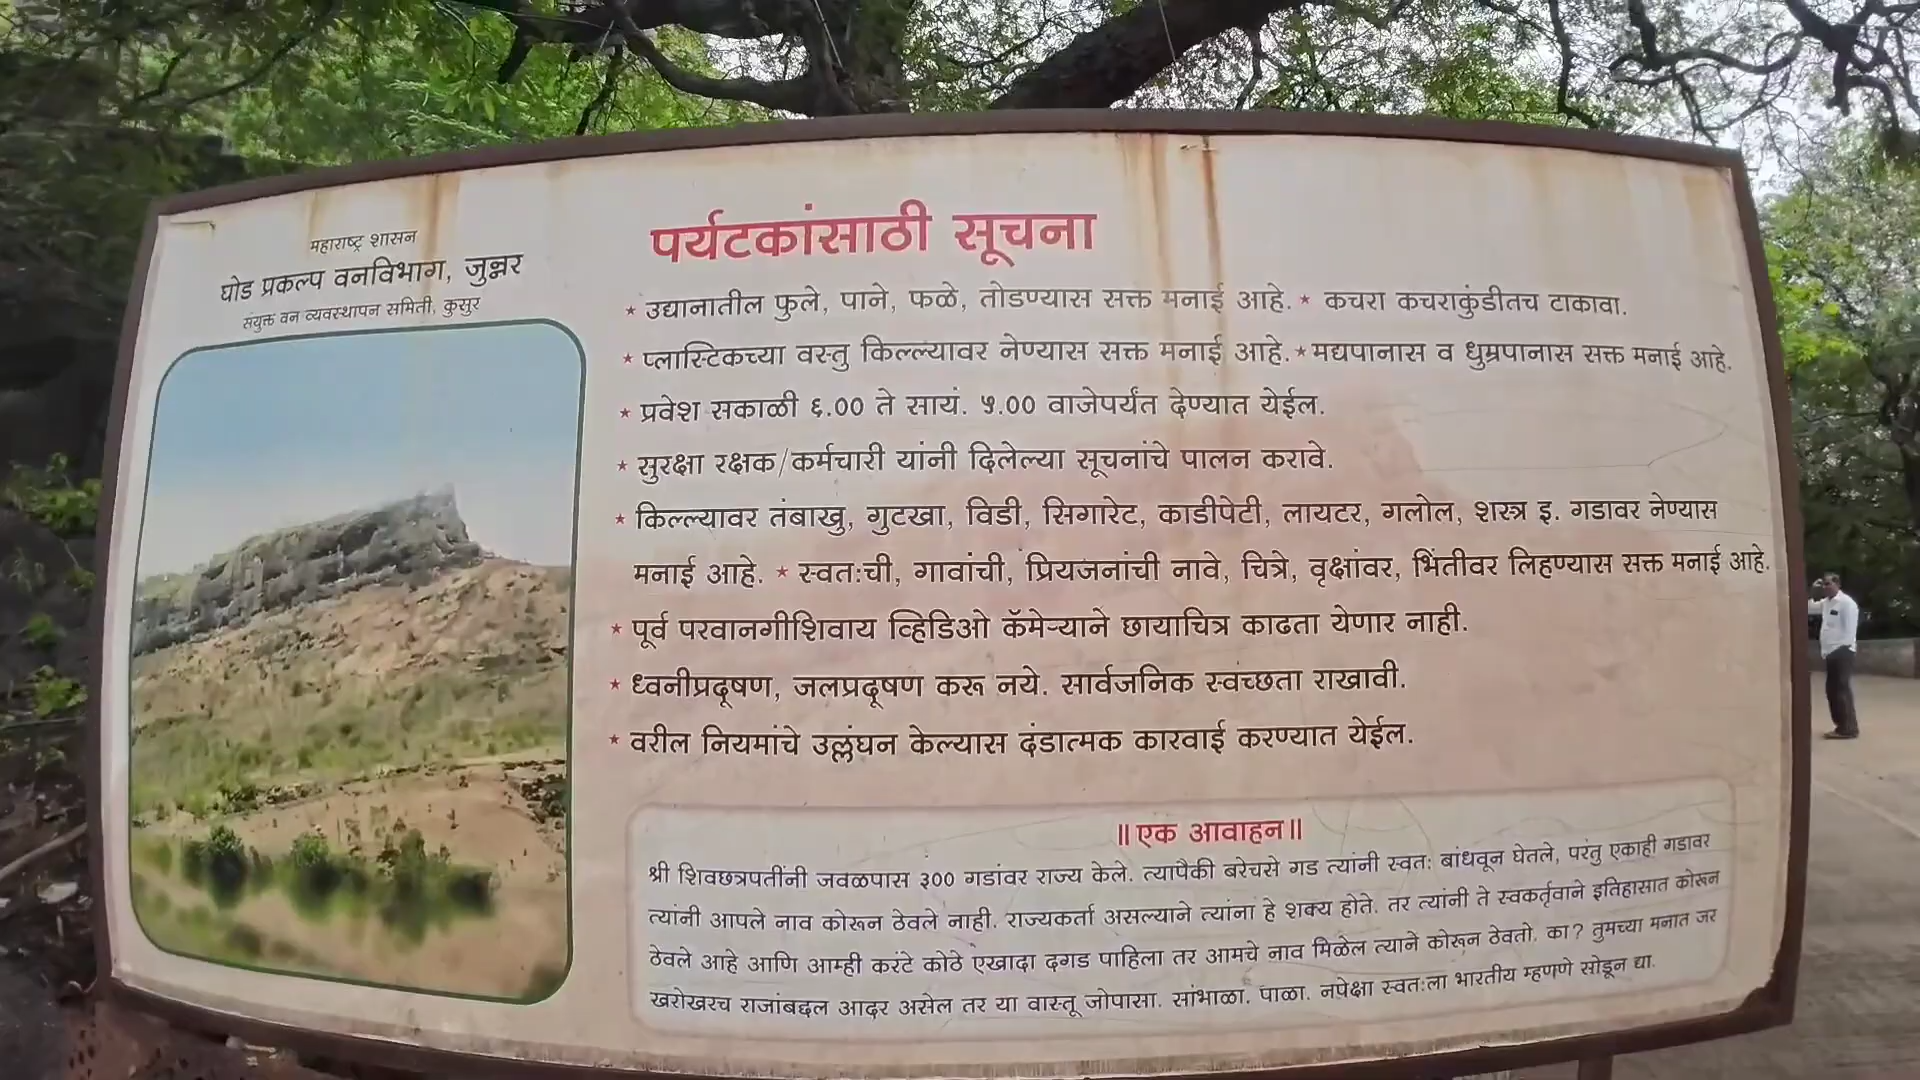 महाराष्ट्र शासन
घोड प्रकल्प वनविभाग, जुन्नर
संयुक्त वन व्यवस्थापन समिती, कुसुर
पर्यटकांसाठी सूचना
* उद्यानातील फुले, पाने, फळे, तोडण्यास सक्त मनाई आहे. * कचरा कचराकुंडीतच टाकावा.
* प्लास्टिकच्या वस्तु किल्ल्यावर नेण्यास सक्त मनाई आहे. * मद्यपानास व धुम्रपानास सक्त मनाई आहे.
* प्रवेश सकाळी ६.00 ते सायं. ५.00 वाजेपर्यंत देण्यात येईल.
* सुरक्षा रक्षक/कर्मचारी यांनी दिलेल्या सूचनांचे पालन करावे.
* किल्ल्यावर तंबाखु, गुटखा, विडी, सिगारेट, काडीपेटी, लायटर, गलोल, शस्त्र इ. गडावर नेण्यास
मनाई आहे. * स्वतःची, गावांची, प्रियजनांची नावे, चित्रे, वृक्षांवर, भिंतीवर लिहण्यास सक्त मनाई आहे.
* पूर्व परवानगीशिवाय व्हिडिओ कॅमेऱ्याने छायाचित्र काढता येणार नाही.
* ध्वनीप्रदूषण, जलप्रदूषण करू नये. सार्वजनिक स्वच्छता राखावी.
* वरील नियमांचे उल्लंघन केल्यास दंडात्मक कारवाई करण्यात येईल.
॥ एक आवाहन ॥
श्री शिवछत्रपतींनी जवळपास ३०० गडांवर राज्य केले. त्यापैकी बरेचसे गड त्यांनी स्वतः बांधवून घेतले, परंतु एकाही गडावर
त्यांनी आपले नाव कोरून ठेवले नाही. राज्यकर्ता असल्याने त्यांना हे शक्य होते. तर त्यांनी ते स्वकर्तृवाने इतिहासात कोरून
ठेवले आहे आणि आम्ही करंटे कोठे एखादा दगड पाहिला तर आमचे नाव मिळेल त्याने कोरून ठेवतो. का? तुमच्या मनात जर
खरोखरच राजांबद्दल आदर असेल तर या वास्तू जोपासा. सांभाळा. पाळा. नपेक्षा स्वतःला भारतीय म्हणणे सोडून द्या.